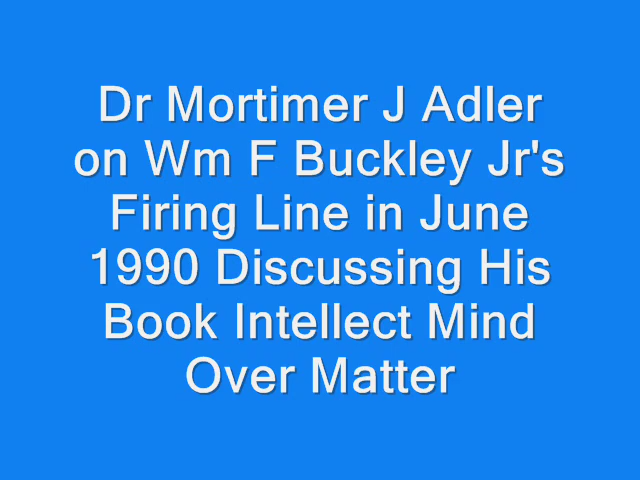 Dr Mortimer J Adler
on Wm F Buckley Jr's
Firing Line in June
1990 Discussing His
Book Intellect Mind
Over Matter